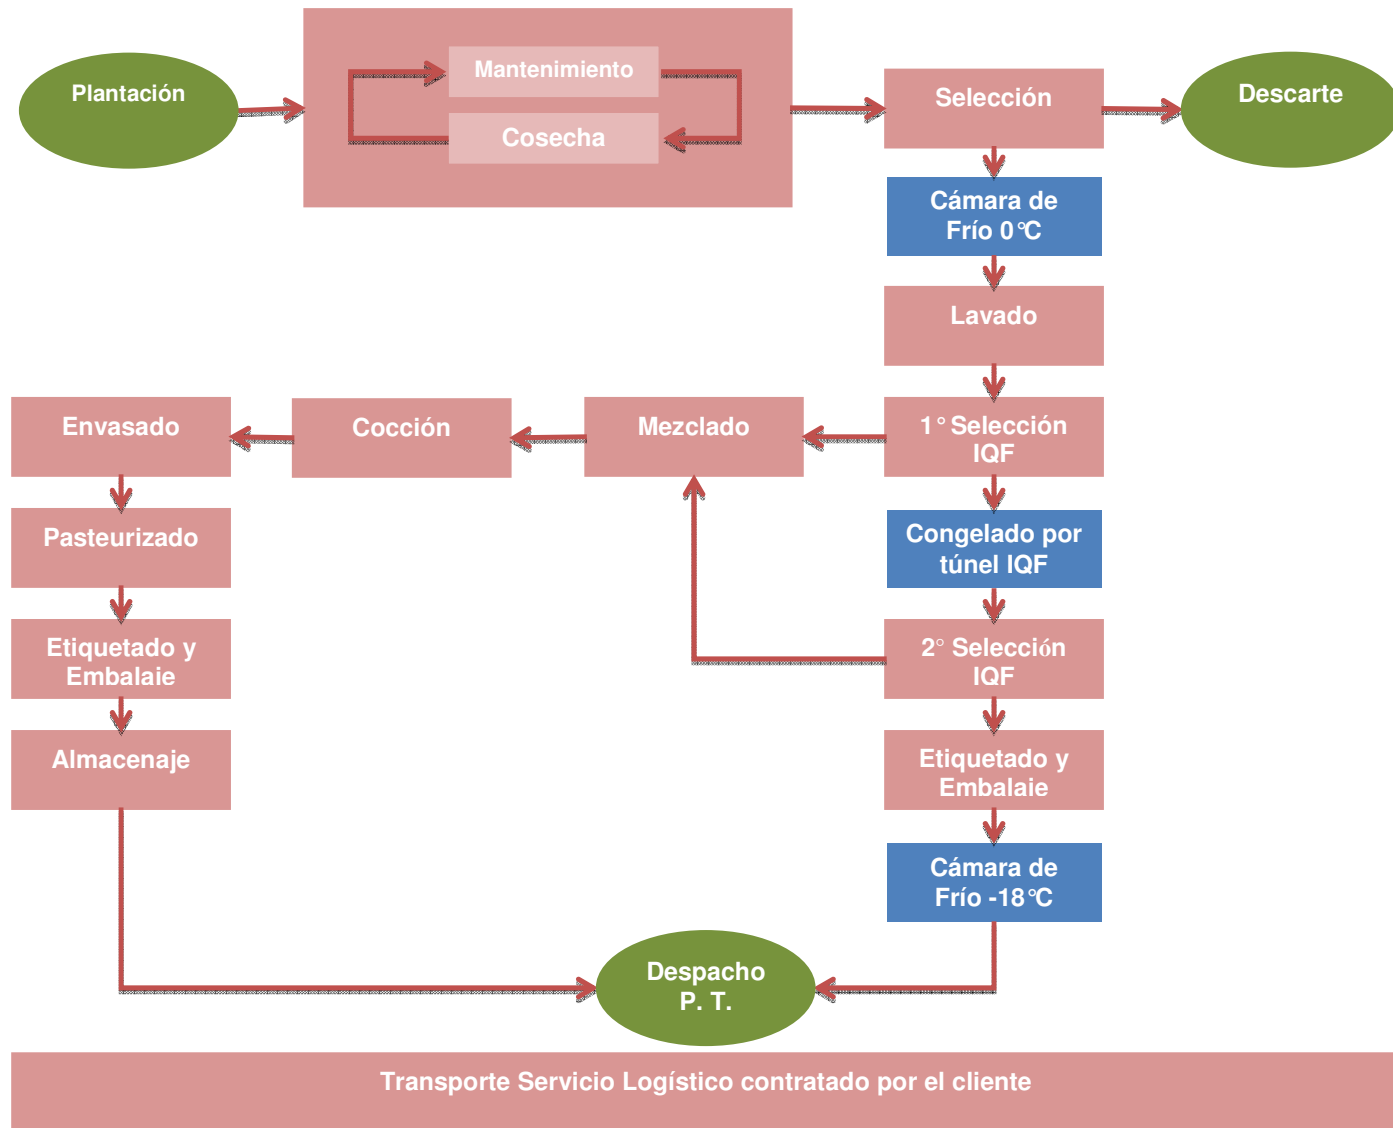 Plantación
Mantenimiento
Cosecha
Selección
Descarte
Cámara de
Frío 0°C
Lavado
Envasado
Cocción
Mezclado
1° Selección
IQF
Pasteurizado
Congelado por
túnel IQF
Etiquetado y
Embalaie
2° Selección
IQF
Almacenaje
Etiquetado y
Embalaie
Cámara de
Frío -18°C
Despacho
P. T.
Transporte Servicio Logístico contratado por el cliente